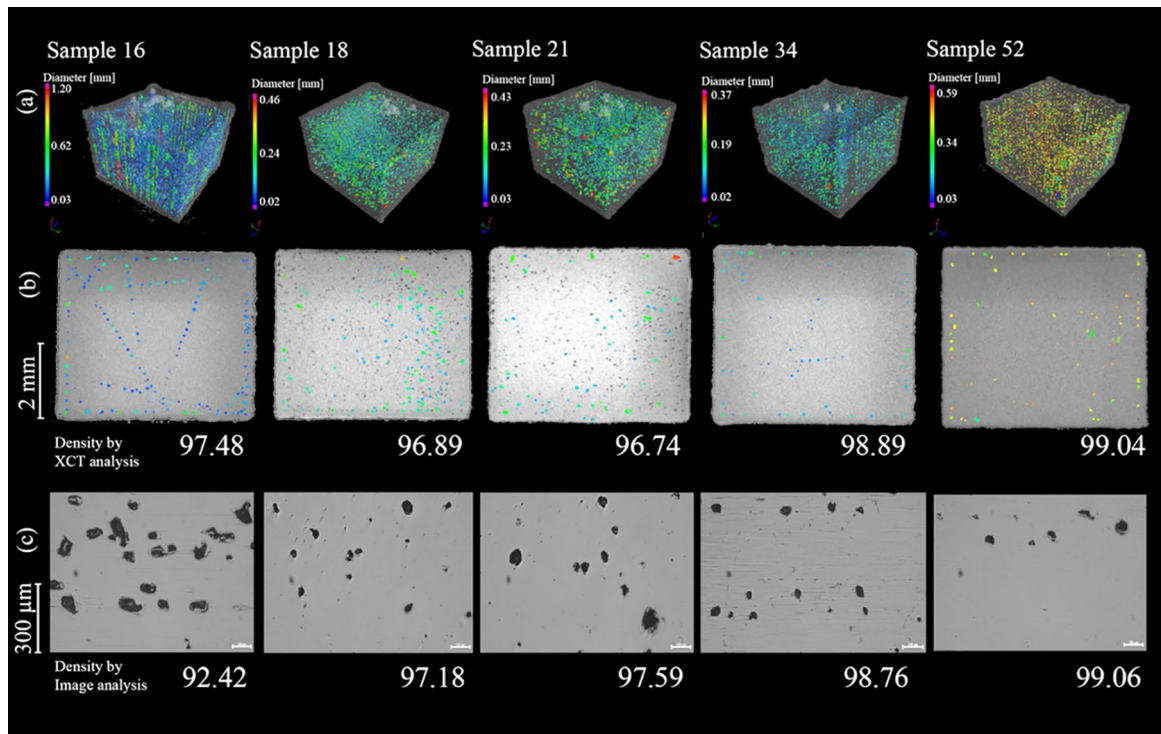 Sample 16
Sample 18
Sample 21
Sample 34
Sample 52
(a)
Diameter [mm]
1.20
0.62
0.03
Diameter [mm]
0.46
0.24
0.02
Diameter [mm]
0.43
0.23
0.03
Diameter [mm]
0.37
0.19
0.02
Diameter [mm]
0.59
0.34
0.03
(b)
2 mm
Density by
XCT analysis
97.48
96.89
96.74
98.89
99.04
(c)
300 µm
Density by
Image analysis
92.42
97.18
97.59
98.76
99.06